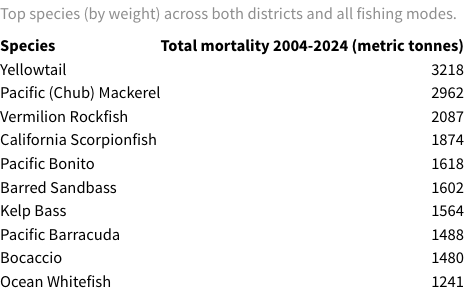 Top species (by weight) across both districts and all fishing modes.
Species Total mortality 2004-2024 (metric tonnes)
Yellowtail 3218
Pacific (Chub) Mackerel 2962
Vermilion Rockfish 2087
California Scorpionfish 1874
Pacific Bonito 1618
Barred Sandbass 1602
Kelp Bass 1564
Pacific Barracuda 1488
Bocaccio 1480
Ocean Whitefish 1241